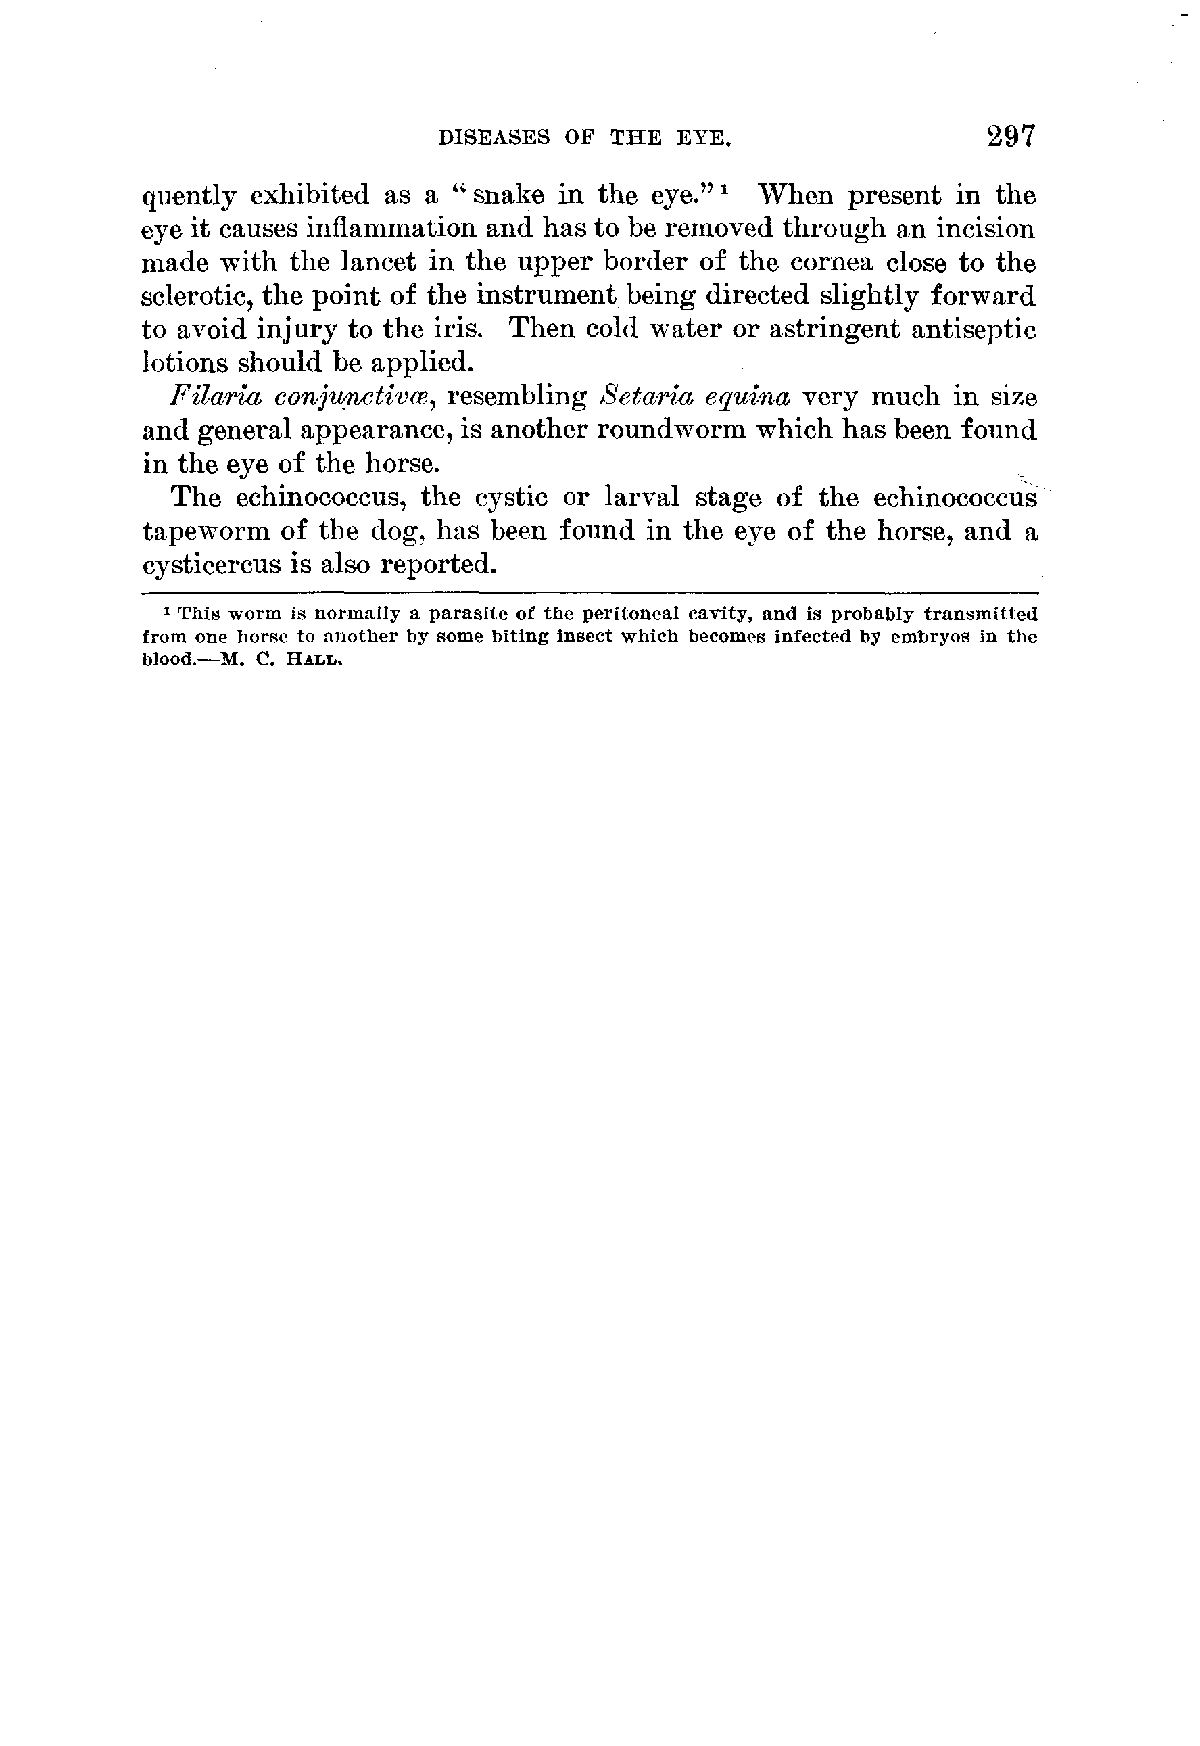 DISEASES OF THE EYE. 297
quently exhibited as a "snake in the eye."¹ When present in the
eye it causes inflammation and has to be removed through an incision
made with the lancet in the upper border of the cornea close to the
sclerotic, the point of the instrument being directed slightly forward
to avoid injury to the iris. Then cold water or astringent antiseptic
lotions should be applied.
Filaria conjunctivæ, resembling Setaria equina very much in size
and general appearance, is another roundworm which has been found
in the eye of the horse.
The echinococcus, the cystic or larval stage of the echinococcus
tapeworm of the dog, has been found in the eye of the horse, and a
cysticercus is also reported.
¹ This worm is normally a parasite of the peritoneal cavity, and is probably transmitted
from one horse to another by some biting insect which becomes infected by embryos in the
blood.—M. C. HALL.